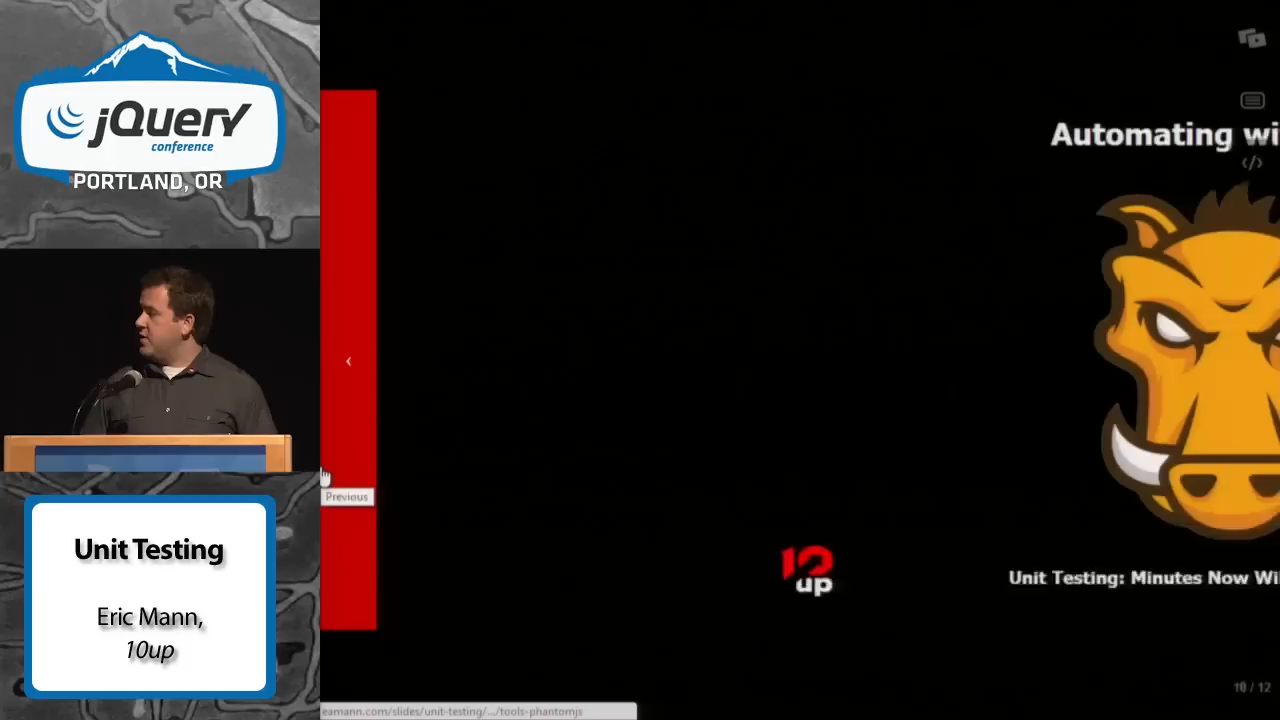 jQuery
conference
PORTLAND, OR
Unit Testing
Eric Mann,
10up
Previous
Automating wi
</>
10
up
Unit Testing: Minutes Now Wi
10 / 12
eamann.com/slides/unit-testing/.../tools-phantomjs